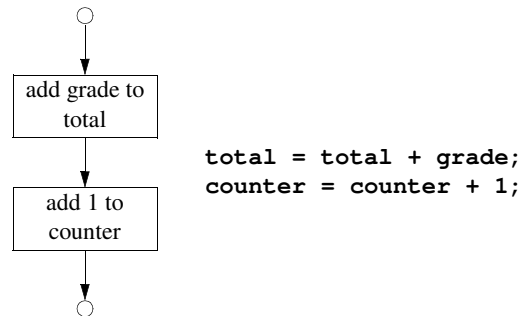 add grade to
total
total = total + grade;
counter = counter + 1;
add 1 to
counter